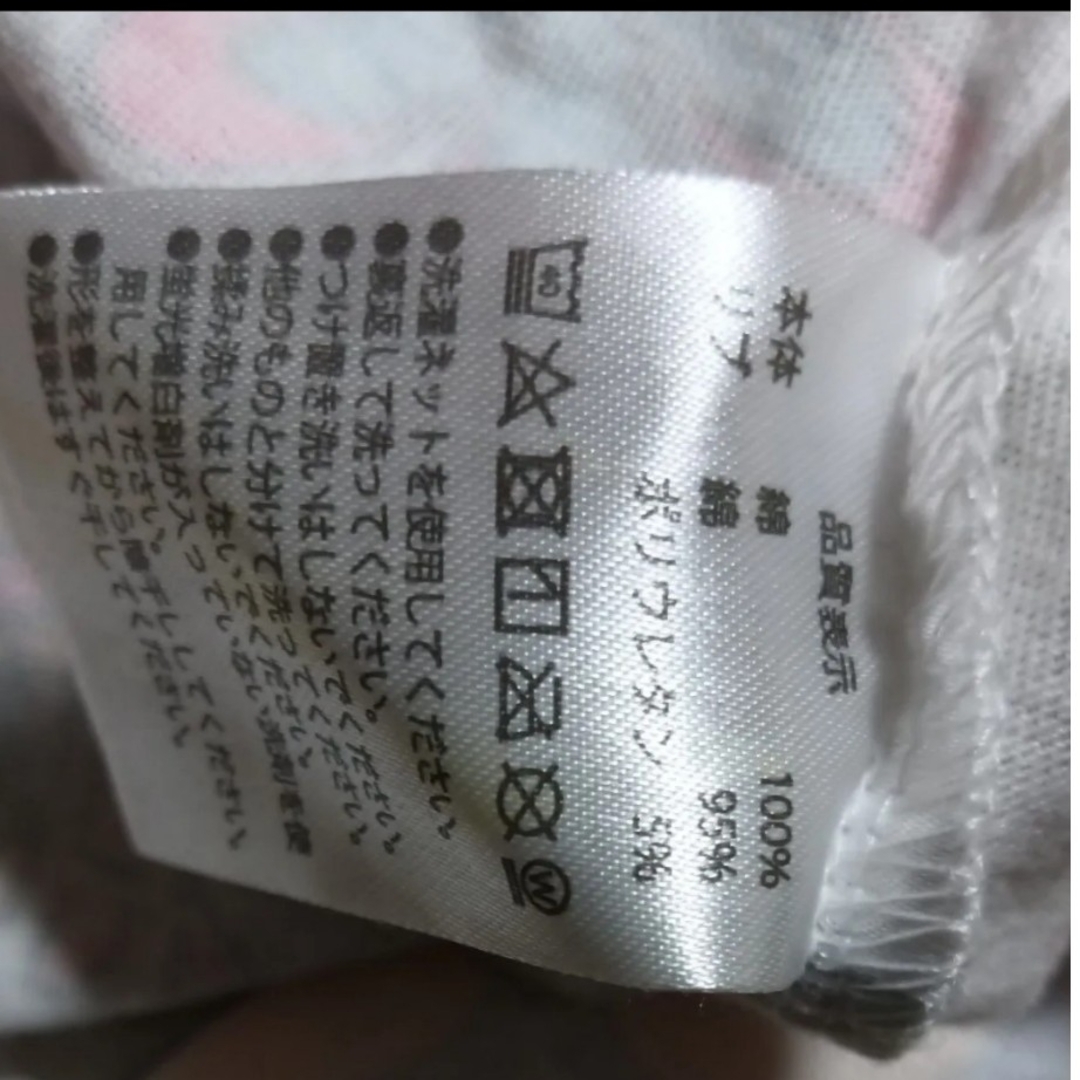 品質表示
本体 綿 100%
リブ 綿 95%
ポリウレタン 5%
40
W
●洗濯ネットを使用してください。
●裏返して洗ってください。
●つけ置き洗いはしないでください。
●他のものと分けて洗ってください。
●揉み洗いはしないでください。
●蛍光増白剤が入っていない洗剤を使
用してください。
●形を整えてから陰干ししてください。
●洗濯後はすぐ干してください。